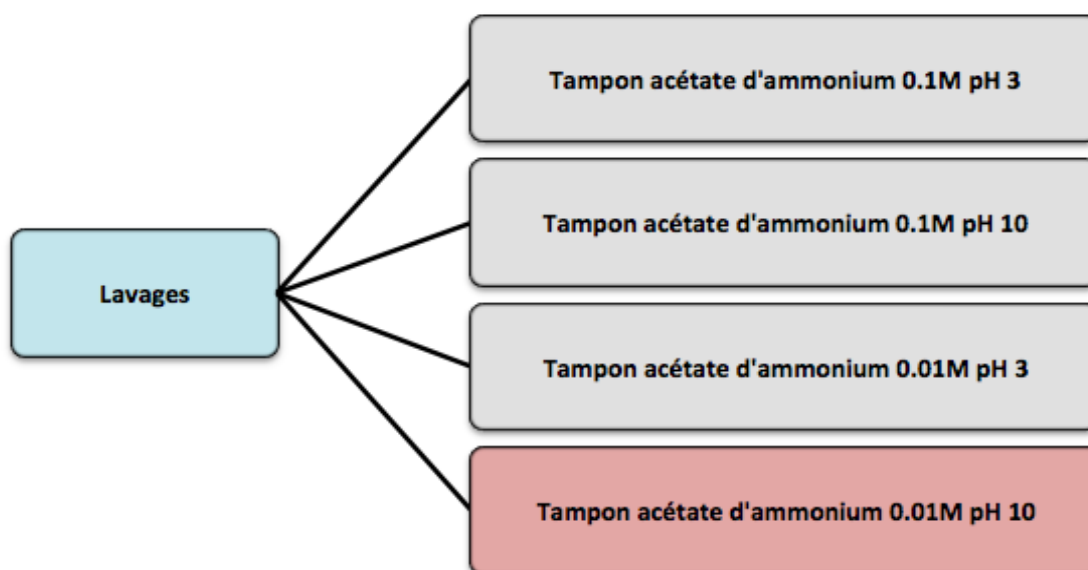 Tampon acétate d'ammonium 0.1M pH 3
Tampon acétate d'ammonium 0.1M pH 10
Lavages
Tampon acétate d'ammonium 0.01M pH 3
Tampon acétate d'ammonium 0.01M pH 10